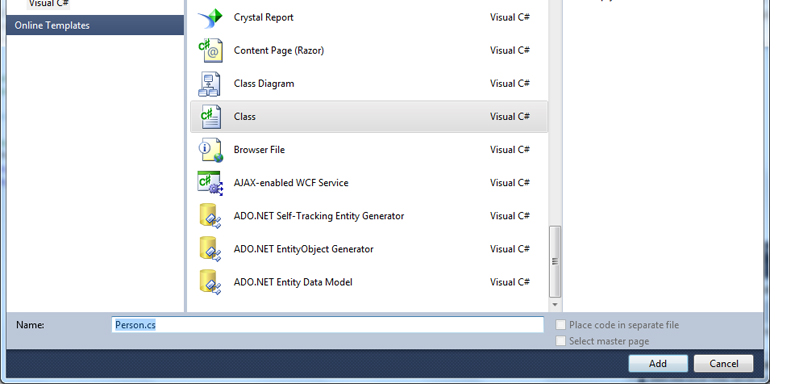 Visual C#
Online Templates
Crystal Report Visual C#
Content Page (Razor) Visual C#
Class Diagram Visual C#
Class Visual C#
Browser File Visual C#
AJAX-enabled WCF Service Visual C#
ADO.NET Self-Tracking Entity Generator Visual C#
ADO.NET EntityObject Generator Visual C#
ADO.NET Entity Data Model Visual C#
Name: Person.cs
Place code in separate file
Select master page
Add Cancel